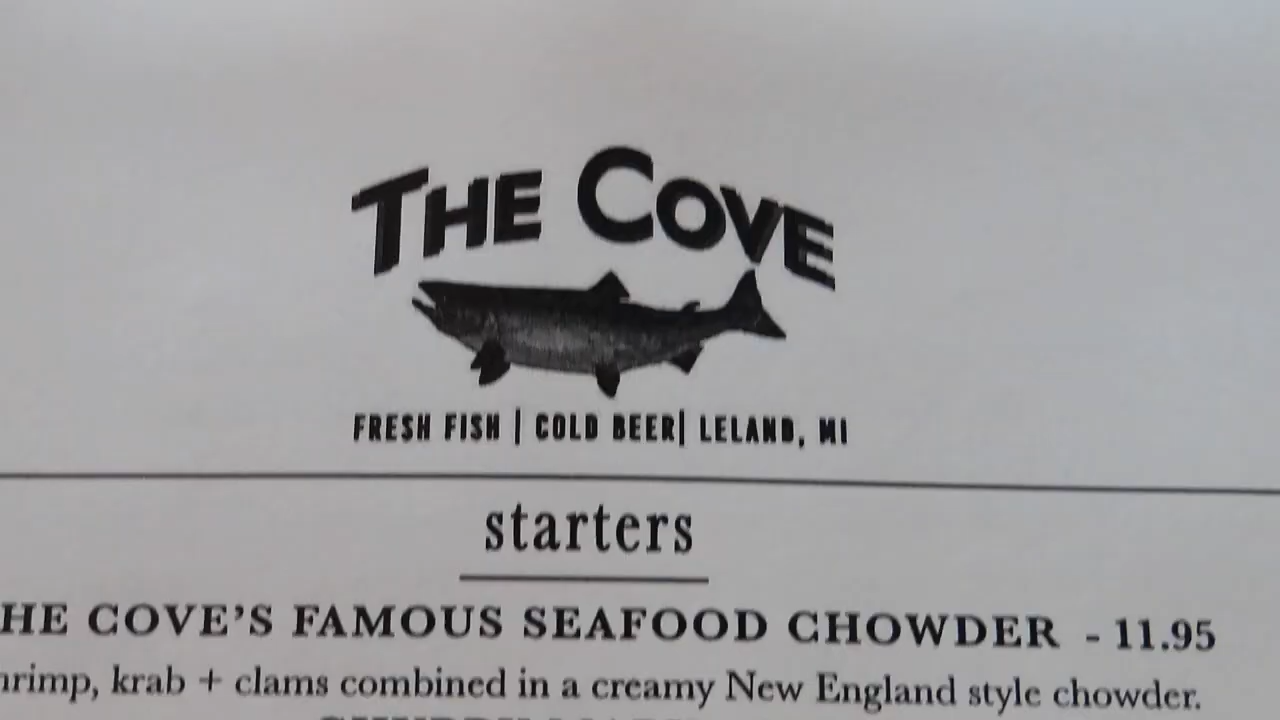 THE COVE
FRESH FISH | COLD BEER| LELAND, MI
starters
HE COVE'S FAMOUS SEAFOOD CHOWDER - 11.95
hrimp, krab + clams combined in a creamy New England style chowder.